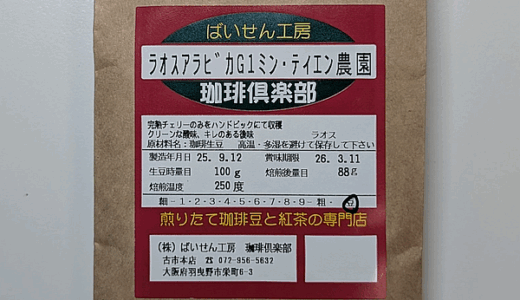 ばいせん工房
ラオスアラビカG1ミン・テイエン農園
珈琲倶楽部
完熟チェリーのみをハンドピックにて収穫
クリーンな酸味、キレのある後味 ラオス
原材料名:珈琲生豆 高温・多湿を避けて保存して下さい
製造年月日 25. 9.12 賞味期限 26. 3.11
生豆時量目 100g 焙煎後量目 88g
焙煎温度 250 度
細-1-2-3-4-5-6-7-8-9-粗・豆
煎りたて珈琲豆と紅茶の専門店
(株)ばいせん工房 珈琲倶楽部
古市本店 ☎ 072-956-5632
大阪府羽曳野市栄町6-3